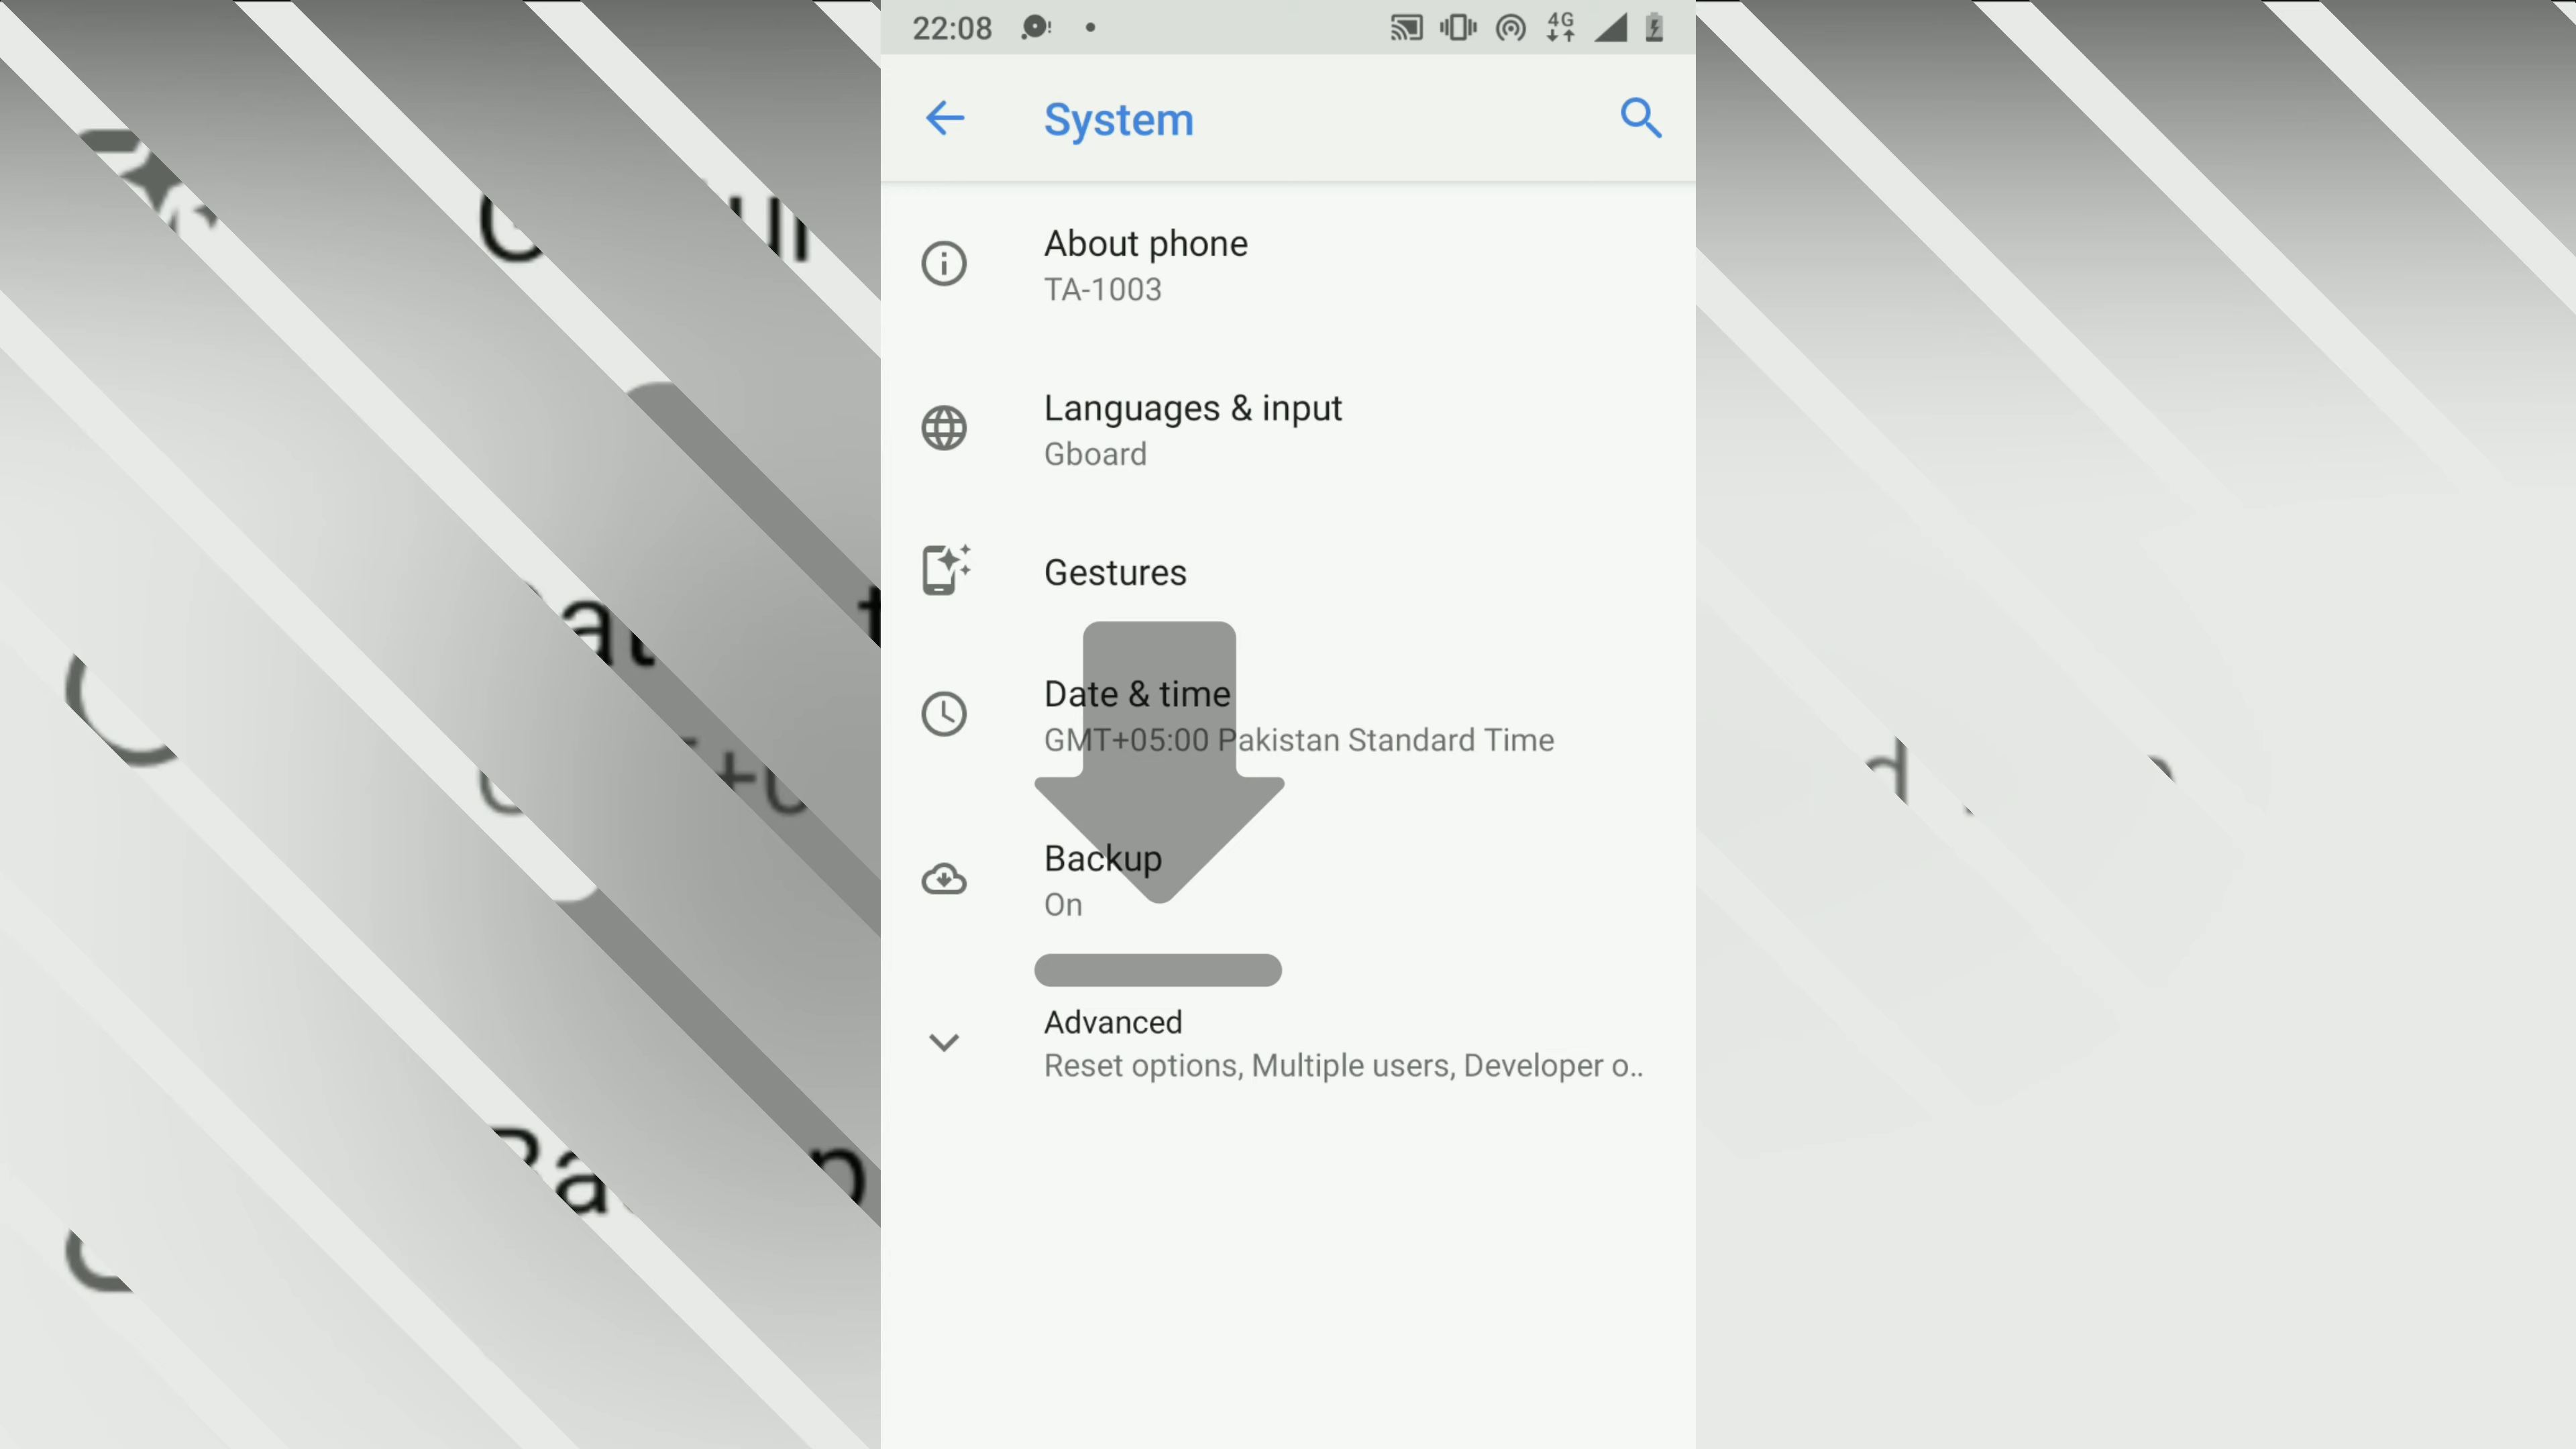 22:08
4G
System
About phone
TA-1003
Languages & input
Gboard
Gestures
Date & time
GMT+05:00 Pakistan Standard Time
Backup
On
Advanced
Reset options, Multiple users, Developer o..